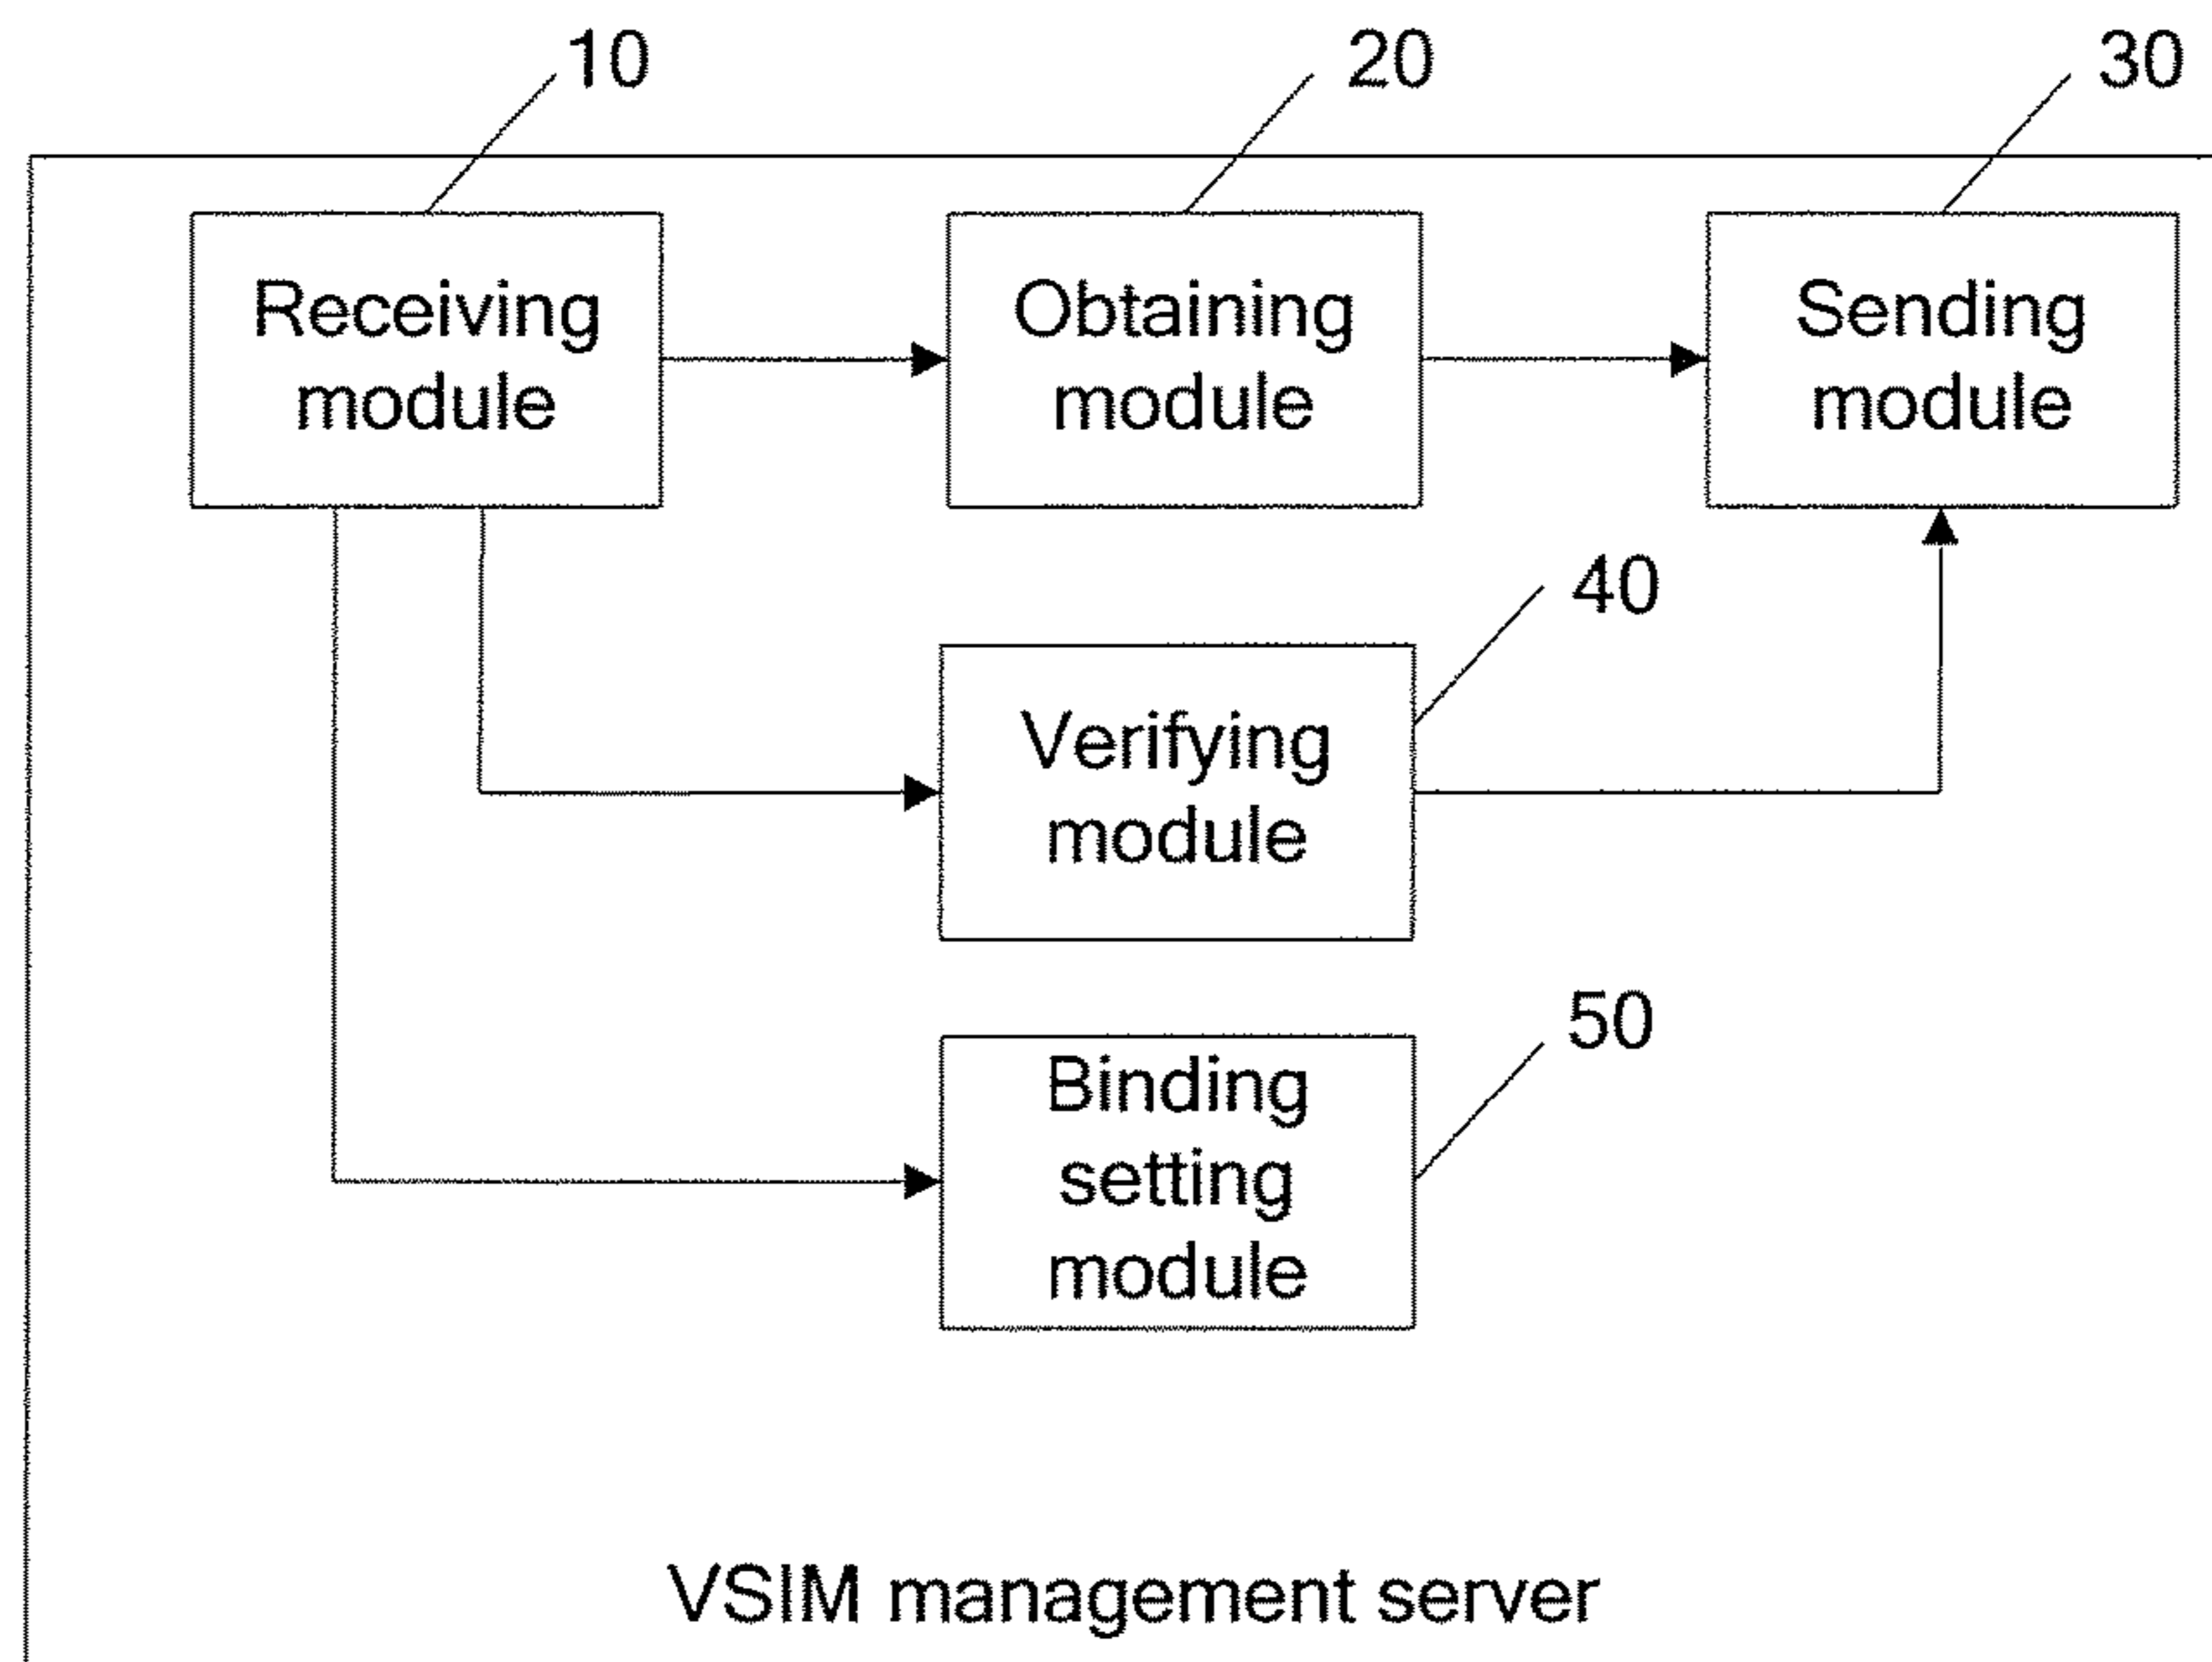 10
20
30
Receiving
module
Obtaining
module
Sending
module
40
Verifying
module
50
Binding
setting
module
VSIM management server